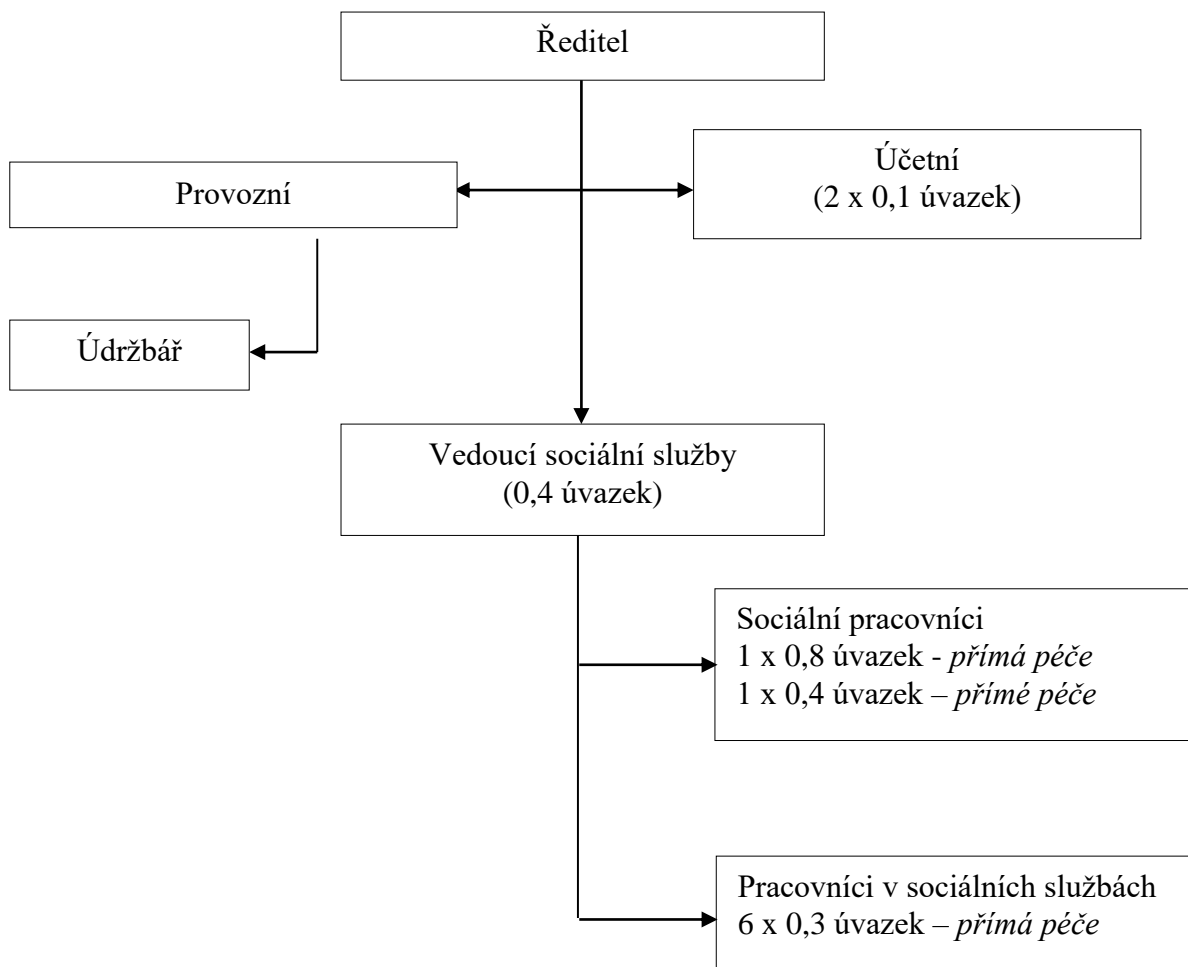 Ředitel
Účetní
(2 x 0,1 úvazek)
Provozní
Údržbář
Vedoucí sociální služby
(0,4 úvazek)
Sociální pracovníci
1 x 0,8 úvazek - přímá péče
1 x 0,4 úvazek – přímé péče
Pracovníci v sociálních službách
6 x 0,3 úvazek – přímá péče